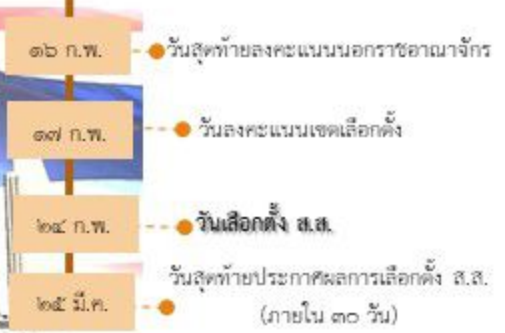 ๑๖ ก.พ. วันสุดท้ายลงคะแนนนอกราชอาณาจักร
๑๗ ก.พ. วันลงคะแนนเขตเลือกตั้ง
๒๔ ก.พ. วันเลือกตั้ง ส.ส.
วันสุดท้ายประกาศผลการเลือกตั้ง ส.ส.
๒๕ มี.ค. (ภายใน ๓๐ วัน)